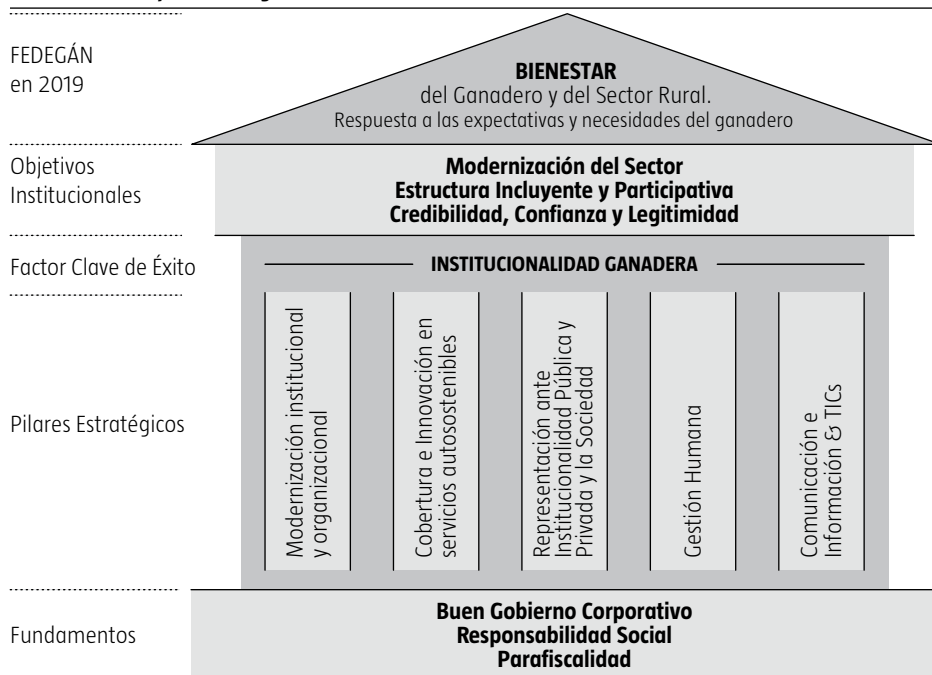 FEDEGÁN
en 2019
BIENESTAR
del Ganadero y del Sector Rural.
Respuesta a las expectativas y necesidades del ganadero
Objetivos
Institucionales
Modernización del Sector
Estructura Incluyente y Participativa
Credibilidad, Confianza y Legitimidad
Factor Clave de Éxito
INSTITUCIONALIDAD GANADERA
Pilares Estratégicos
Modernización institucional
y organizacional
Cobertura e Innovación en
servicios autosostenibles
Representación ante
Institucionalidad Pública y
Privada y la Sociedad
Gestión Humana
Comunicación e
Información & TICs
Fundamentos
Buen Gobierno Corporativo
Responsabilidad Social
Parafiscalidad